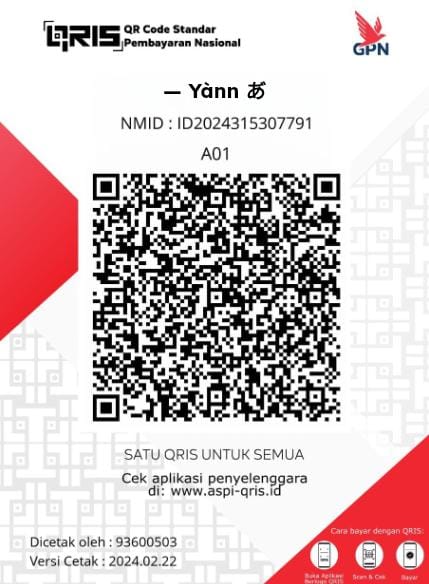 QRIS
QR Code Standar
Pembayaran Nasional
GPN
— Yànn あ゙
NMID : ID2024315307791
A01
SATU QRIS UNTUK SEMUA
Cek aplikasi penyelenggara
di: www.aspi-qris.id
Dicetak oleh : 93600503
Versi Cetak : 2024.02.22
Cara bayar dengan QRIS:
Buka Aplikasi
Berlogo QRIS
Scan & Cek
Bayar